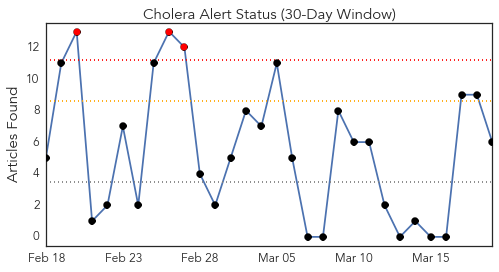 Cholera Alert Status (30-Day Window)
Articles Found
12
10
8
6
4
2
0
Feb 18 Feb 23 Feb 28 Mar 05 Mar 10 Mar 15